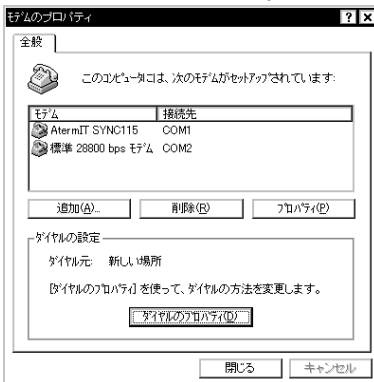 ﾓﾃﾞﾑのプロパティ
全般
このｺﾝﾋﾟｭｰﾀには、次のﾓﾃﾞﾑがｾｯﾄｱｯﾌﾟされています:
ﾓﾃﾞﾑ 接続先
AtermIT SYNC115 COM1
標準 28800 bps ﾓﾃﾞﾑ COM2
追加(A)... 削除(R) ﾌﾟﾛﾊﾟﾃｨ(P)
ﾀﾞｲﾔﾙの設定
ﾀﾞｲﾔﾙ元: 新しい場所
[ﾀﾞｲﾔﾙのﾌﾟﾛﾊﾟﾃｨ] を使って、ﾀﾞｲﾔﾙの方法を変更します。
ﾀﾞｲﾔﾙのﾌﾟﾛﾊﾟﾃｨ(D)
閉じる ｷｬﾝｾﾙ